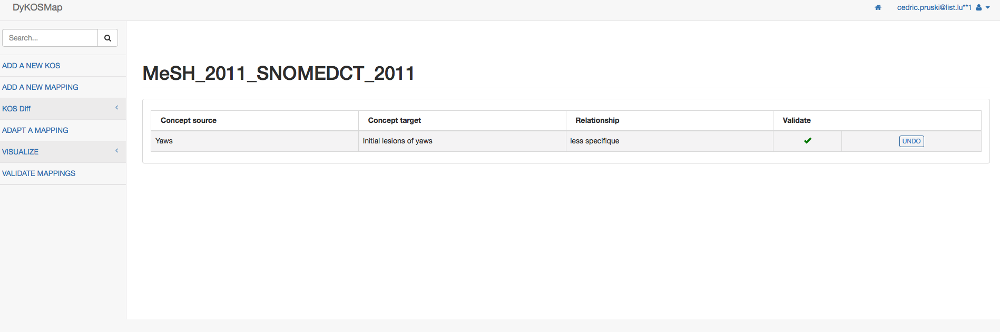 DyKOSMap
cedric.pruski@list.lu**1
Search...
ADD A NEW KOS
ADD A NEW MAPPING
KOS Diff
ADAPT A MAPPING
VISUALIZE
VALIDATE MAPPINGS
MeSH_2011_SNOMEDCT_2011
Concept source Concept target Relationship Validate
Yaws Initial lesions of yaws less specifique UNDO